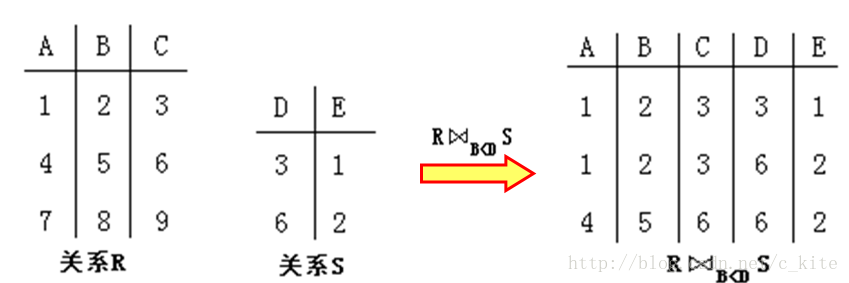 A B C
1 2 3
4 5 6
7 8 9
关系R
D E
3 1
6 2
关系S
R⋈B<D S
A B C D E
1 2 3 3 1
1 2 3 6 2
4 5 6 6 2
R⋈B<D S
http://blog.csdn.net/c_kite